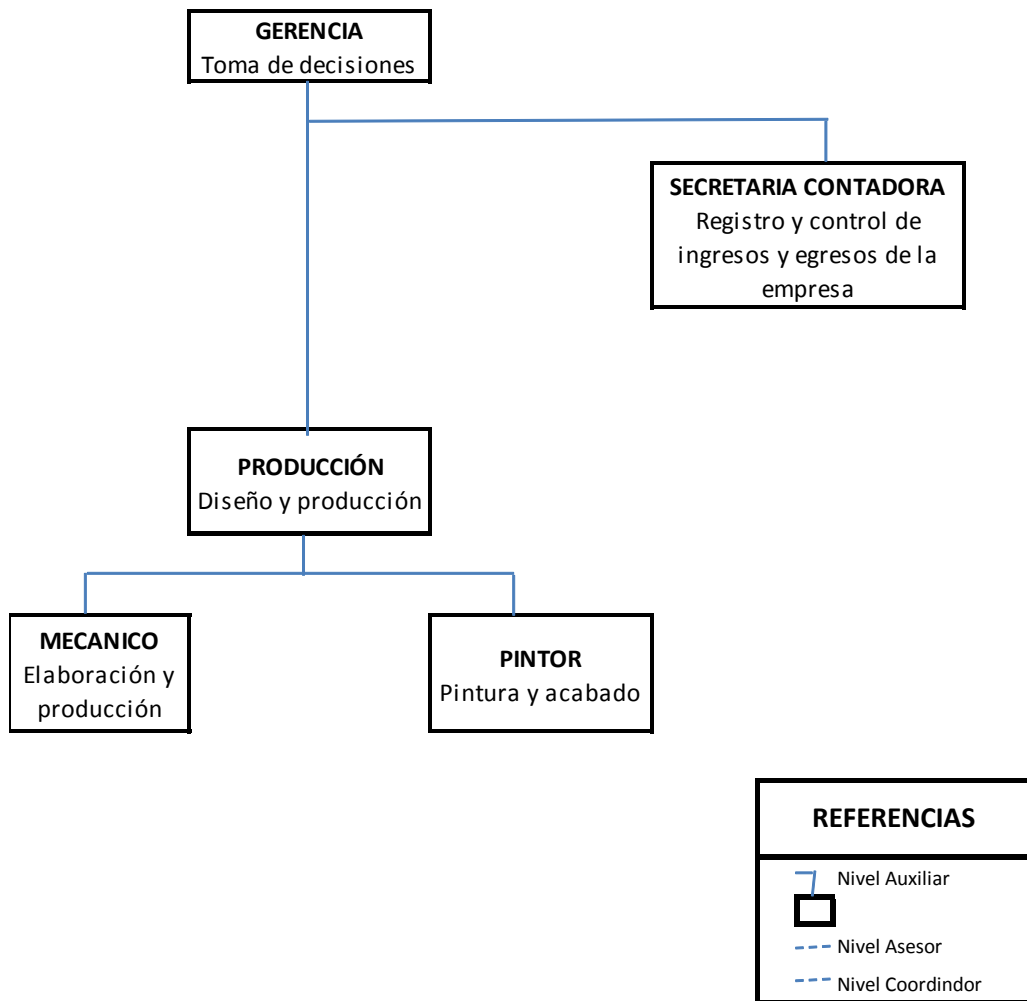 GERENCIA
Toma de decisiones
SECRETARIA CONTADORA
Registro y control de
ingresos y egresos de la
empresa
PRODUCCIÓN
Diseño y producción
MECANICO
Elaboración y
producción
PINTOR
Pintura y acabado
REFERENCIAS
Nivel Auxiliar
Nivel Asesor
Nivel Coordindor